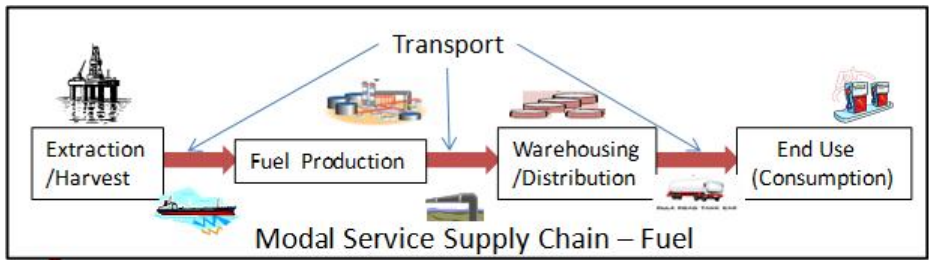 Transport
Extraction
/Harvest
Fuel Production
Warehousing
/Distribution
End Use
(Consumption)
Modal Service Supply Chain – Fuel